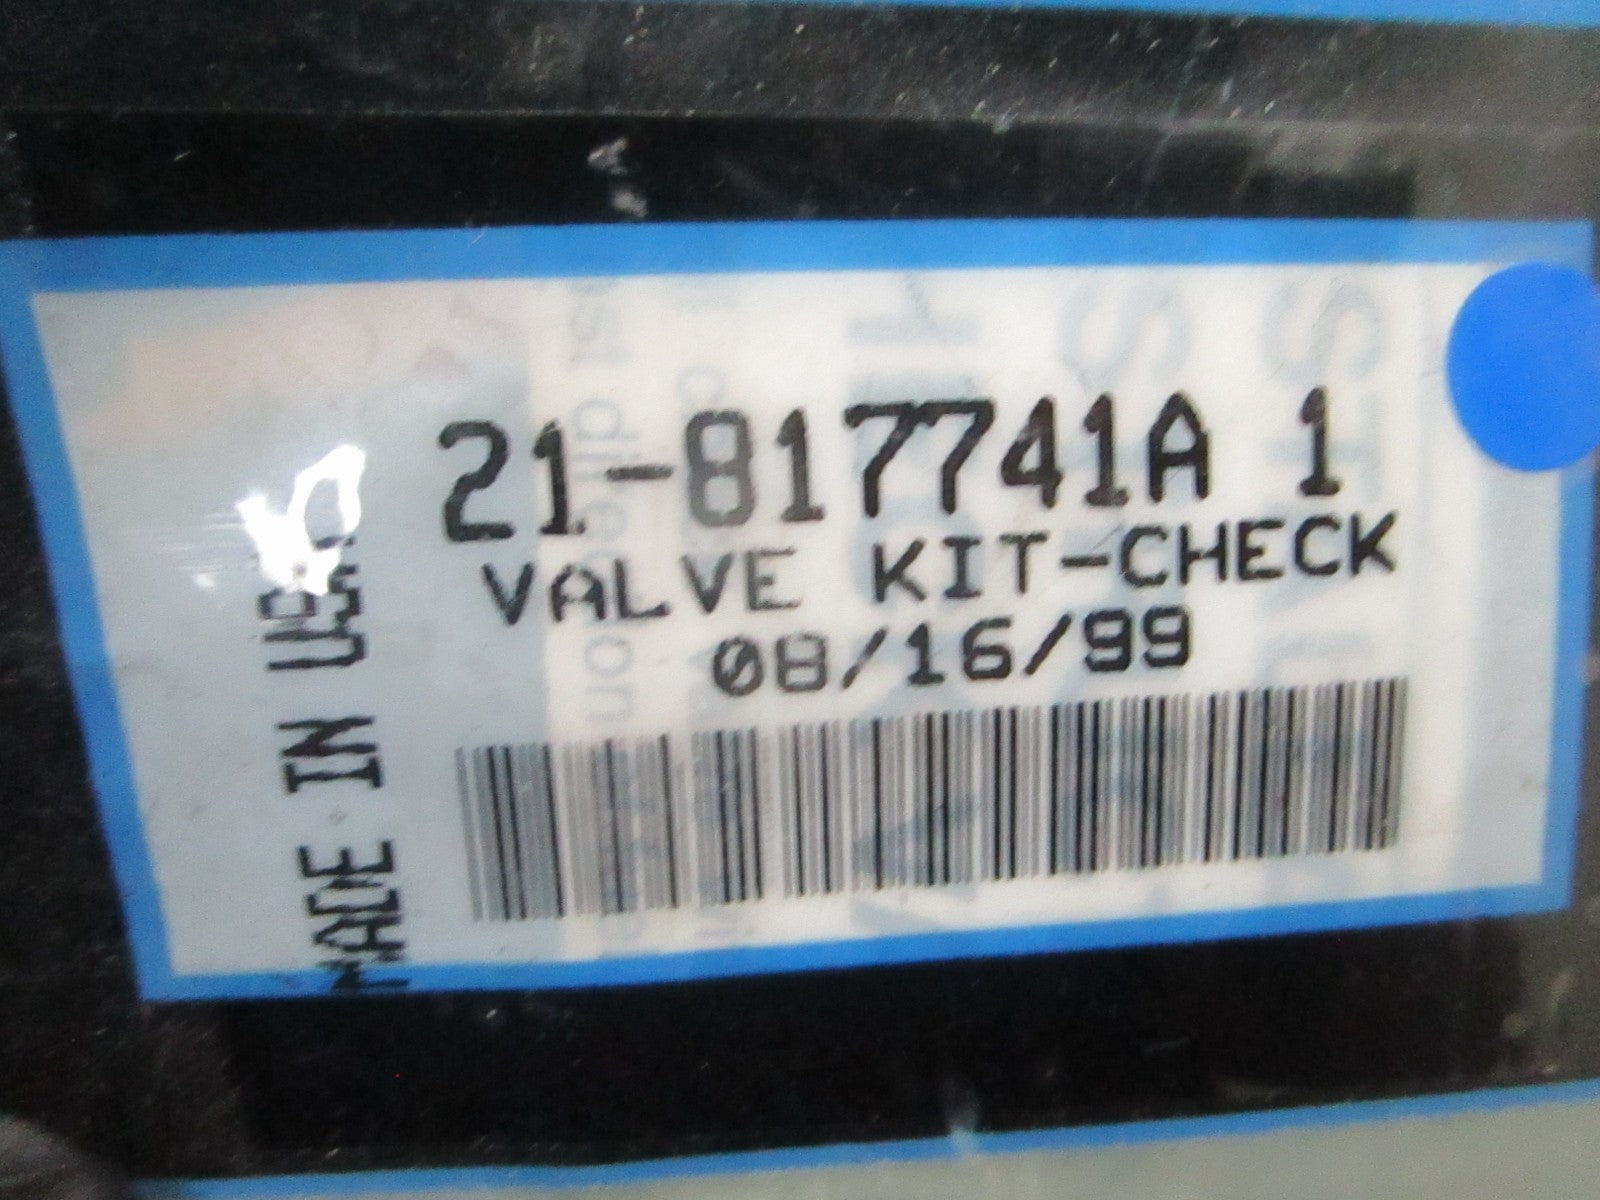 21-817741A 1
VALVE KIT-CHECK
08/16/99
MADE IN USA